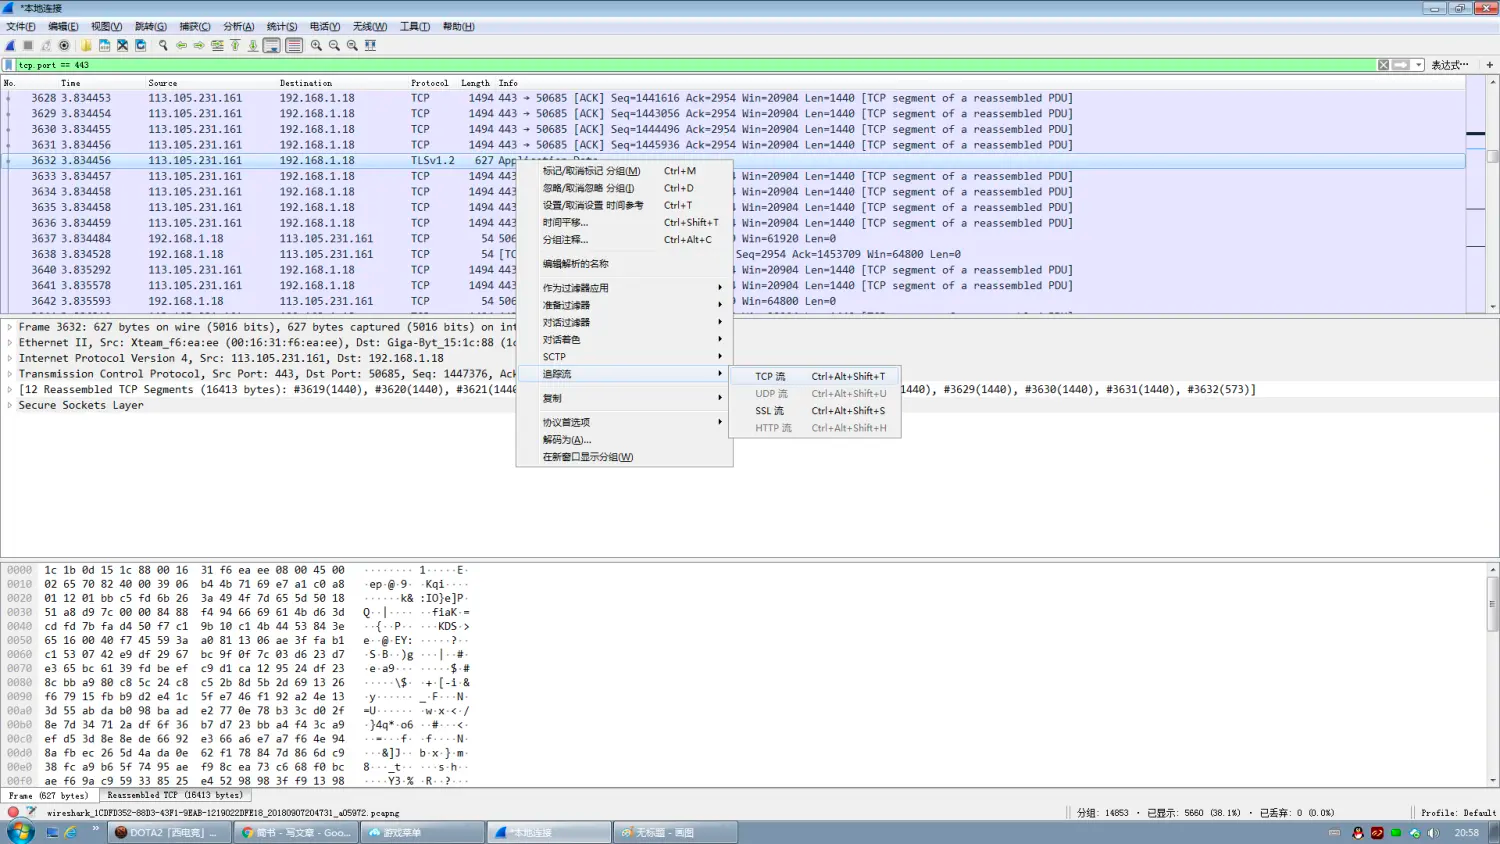 *本地连接
文件(F) 编辑(E) 视图(V) 跳转(G) 捕获(C) 分析(A) 统计(S) 电话(Y) 无线(W) 工具(T) 帮助(H)
tcp.port == 443 表达式… +
No. Time Source Destination Protocol Length Info
3628 3.834453 113.105.231.161 192.168.1.18 TCP 1494 443 → 50685 [ACK] Seq=1441616 Ack=2954 Win=20904 Len=1440 [TCP segment of a reassembled PDU]
3629 3.834454 113.105.231.161 192.168.1.18 TCP 1494 443 → 50685 [ACK] Seq=1443056 Ack=2954 Win=20904 Len=1440 [TCP segment of a reassembled PDU]
3630 3.834455 113.105.231.161 192.168.1.18 TCP 1494 443 → 50685 [ACK] Seq=1444496 Ack=2954 Win=20904 Len=1440 [TCP segment of a reassembled PDU]
3631 3.834456 113.105.231.161 192.168.1.18 TCP 1494 443 → 50685 [ACK] Seq=1445936 Ack=2954 Win=20904 Len=1440 [TCP segment of a reassembled PDU]
3632 3.834456 113.105.231.161 192.168.1.18 TLSv1.2 627 Application Data
3633 3.834457 113.105.231.161 192.168.1.18 TCP 1494 443 Win=20904 Len=1440 [TCP segment of a reassembled PDU]
3634 3.834458 113.105.231.161 192.168.1.18 TCP 1494 443 Win=20904 Len=1440 [TCP segment of a reassembled PDU]
3635 3.834458 113.105.231.161 192.168.1.18 TCP 1494 443 Win=20904 Len=1440 [TCP segment of a reassembled PDU]
3636 3.834459 113.105.231.161 192.168.1.18 TCP 1494 443 Win=20904 Len=1440 [TCP segment of a reassembled PDU]
3637 3.834484 192.168.1.18 113.105.231.161 TCP 54 506 9 Win=61920 Len=0
3638 3.834528 192.168.1.18 113.105.231.161 TCP 54 [TC Seq=2954 Ack=1453709 Win=64800 Len=0
3640 3.835292 113.105.231.161 192.168.1.18 TCP 1494 443 Win=20904 Len=1440 [TCP segment of a reassembled PDU]
3641 3.835578 113.105.231.161 192.168.1.18 TCP 1494 443 Win=20904 Len=1440 [TCP segment of a reassembled PDU]
3642 3.835593 192.168.1.18 113.105.231.161 TCP 54 506 Win=64800 Len=0
标记/取消标记 分组(M) Ctrl+M
忽略/取消忽略 分组(I) Ctrl+D
设置/取消设置 时间参考 Ctrl+T
时间平移... Ctrl+Shift+T
分组注释... Ctrl+Alt+C
编辑解析的名称
作为过滤器应用
准备过滤器
对话过滤器
对话着色
SCTP
追踪流
复制
协议首选项
解码为(A)...
在新窗口显示分组(W)
TCP 流 Ctrl+Alt+Shift+T
UDP 流 Ctrl+Alt+Shift+U
SSL 流 Ctrl+Alt+Shift+S
HTTP 流 Ctrl+Alt+Shift+H
Frame 3632: 627 bytes on wire (5016 bits), 627 bytes captured (5016 bits) on int
Ethernet II, Src: Xteam_f6:ea:ee (00:16:31:f6:ea:ee), Dst: Giga-Byt_15:1c:88 (1c
Internet Protocol Version 4, Src: 113.105.231.161, Dst: 192.168.1.18
Transmission Control Protocol, Src Port: 443, Dst Port: 50685, Seq: 1447376, Ack
[12 Reassembled TCP Segments (16413 bytes): #3619(1440), #3620(1440), #3621(1440 1440), #3629(1440), #3630(1440), #3631(1440), #3632(573)]
Secure Sockets Layer
0000 1c 1b 0d 15 1c 88 00 16 31 f6 ea ee 08 00 45 00 ········ 1·····E·
0010 02 65 70 82 40 00 39 06 b4 4b 71 69 e7 a1 c0 a8 ·ep·@·9· ·Kqi····
0020 01 12 01 bb c5 fd 6b 26 3a 49 4f 7d 65 5d 50 18 ······k& :IO}e]P·
0030 51 a8 d9 7c 00 00 84 88 f4 94 66 69 61 4b d6 3d Q··|···· ··fiaK·=
0040 cd fd 7b fa d4 50 f7 c1 9b 10 c1 4b 44 53 84 3e ··{··P·· ···KDS·>
0050 65 16 00 40 f7 45 59 3a a0 81 13 06 ae 3f fa b1 e··@·EY: ·····?··
0060 c1 53 07 42 e9 df 29 67 bc 9f 0f 7c 03 d6 23 d7 ·S·B··)g ···|··#·
0070 e3 65 bc 61 39 fd be ef c9 d1 ca 12 95 24 df 23 ·e·a9··· ·····$·#
0080 8c bb a9 80 c8 5c 24 c8 c5 2b 8d 5b 2d 69 13 26 ·····\$· ·+·[-i·&
0090 f6 79 15 fb b9 d2 e4 1c 5f e7 46 f1 92 a2 4e 13 ·y······ _·F···N·
00a0 3d 55 ab da b0 98 ba ad e2 77 0e 78 b3 3c d0 2f =U······ ·w·x·<·/
00b0 8e 7d 34 71 2a df 6f 36 b7 d7 23 bb a4 f4 3c a9 ·}4q*·o6 ··#···<·
00c0 ef d5 3d 8e 8e de 66 92 e3 66 a6 e7 a7 f6 4e 94 ··=···f· ·f····N·
00d0 8a fb ec 26 5d 4a da 0e 62 f1 78 84 7d 86 6d c9 ···&]J·· b·x·}·m·
00e0 38 fc a9 b6 5f 74 95 ae f9 8c ea 73 c6 68 f0 bc 8···_t·· ···s·h··
00f0 ae f6 9a c9 59 33 85 25 e4 52 98 98 3f f9 13 98 ····Y3·% ·R··?···
Frame (627 bytes) Reassembled TCP (16413 bytes)
wireshark_1CDFD352-88D3-43F1-9EAB-1219022DFE18_20180907204731_a05972.pcapng 分组: 14853 · 已显示: 5660 (38.1%) · 已丢弃: 0 (0.0%) Profile: Default
DOTA2「西电竞」... 简书 - 写文章 - Goo... 游戏菜单 *本地连接 无标题 - 画图 20:58